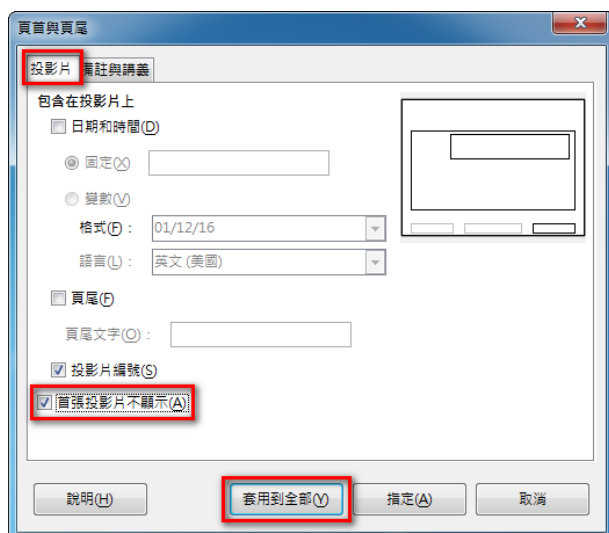 頁首與頁尾
投影片 備註與講義
包含在投影片上
日期和時間(D)
固定(X)
變數(V)
格式(F)： 01/12/16
語言(L)： 英文 (美國)
頁尾(F)
頁尾文字(O)：
投影片編號(S)
首張投影片不顯示(A)
說明(H) 套用到全部(Y) 指定(A) 取消